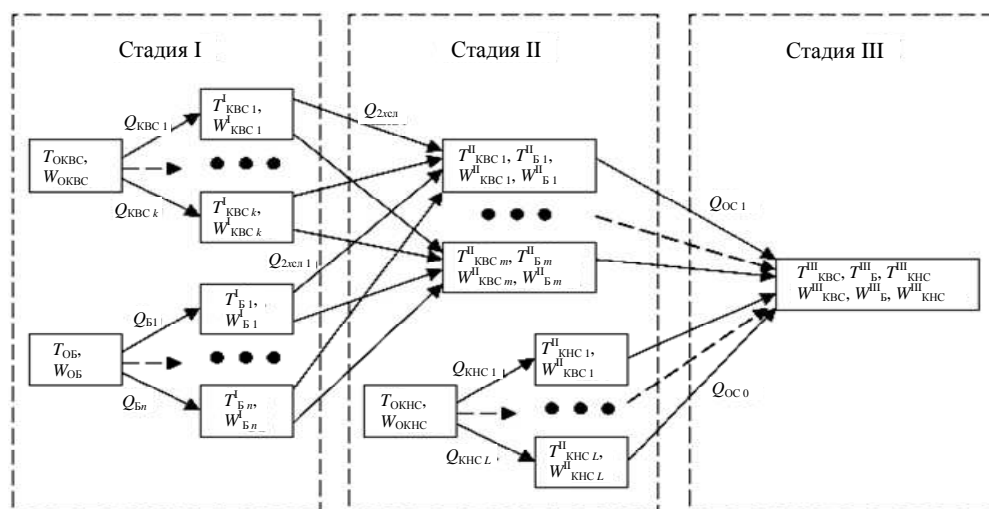 Стадия I
Стадия II
Стадия III
T^I_КВС 1,
W^I_КВС 1
Q_КВС 1
T_ОКВС,
W_ОКВС
Q_КВС k
T^I_КВС k,
W^I_КВС k
Q_2хсл
T^II_КВС 1, T^II_Б 1,
W^II_КВС 1, W^II_Б 1
Q_2хсл 1
T^II_КВС m, T^II_Б m
W^II_КВС m, W^II_Б m
Q_ОС 1
T^III_КВС, T^III_Б, T^III_КНС
W^III_КВС, W^III_Б, W^III_КНС
T^I_Б 1,
W^I_Б 1
Q_Б1
T_ОБ,
W_ОБ
Q_Бn
T^I_Б n,
W^I_Б n
Q_КНС 1
T^II_КНС 1,
W^II_КВС 1
T_ОКНС,
W_ОКНС
Q_КНС L
T^II_КНС L,
W^II_КНС L
Q_ОС 0